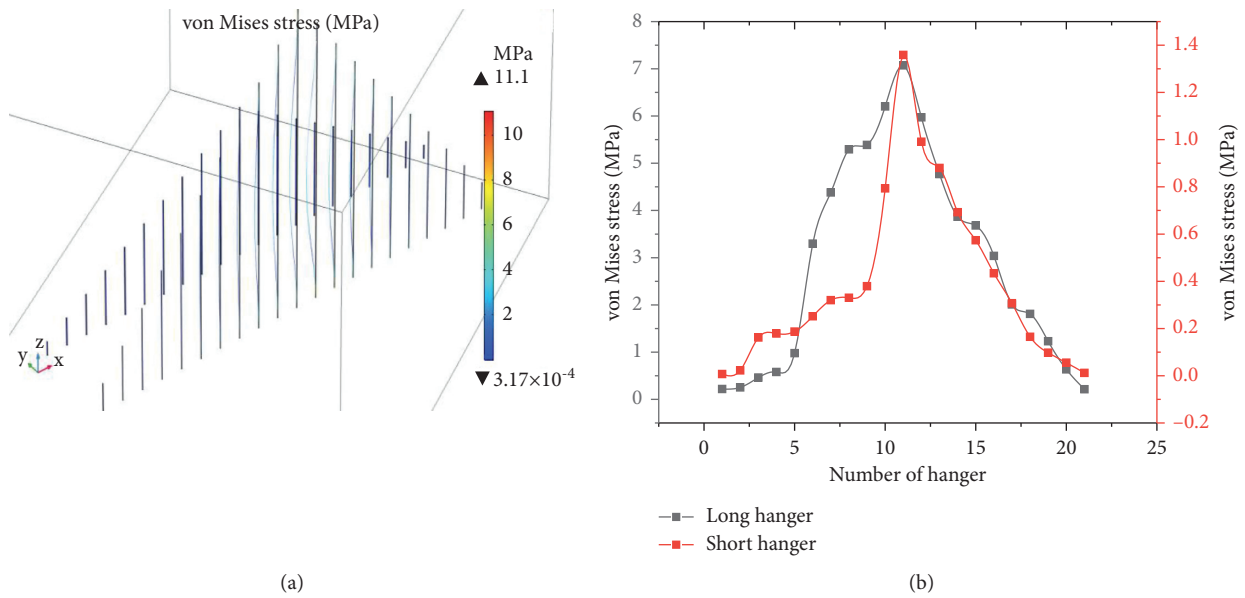 von Mises stress (MPa)
MPa
▲ 11.1
10
8
6
4
2
▼ 3.17×10⁻⁴
z
y
x
(a)
von Mises stress (MPa)
8
7
6
5
4
3
2
1
0
1.4
1.2
1.0
0.8
0.6
0.4
0.2
0.0
–0.2
von Mises stress (MPa)
0 5 10 15 20 25
Number of hanger
Long hanger
Short hanger
(b)